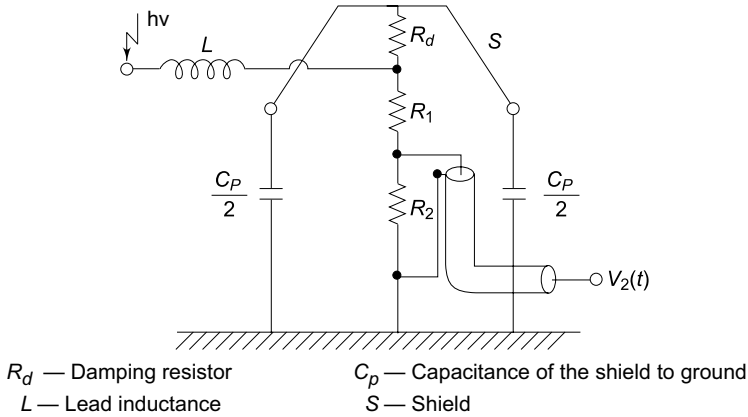 hv
L
R_d
S
R_1
C_P
2
R_2
C_P
2
V_2(t)
R_d — Damping resistor
C_p — Capacitance of the shield to ground
L — Lead inductance
S — Shield